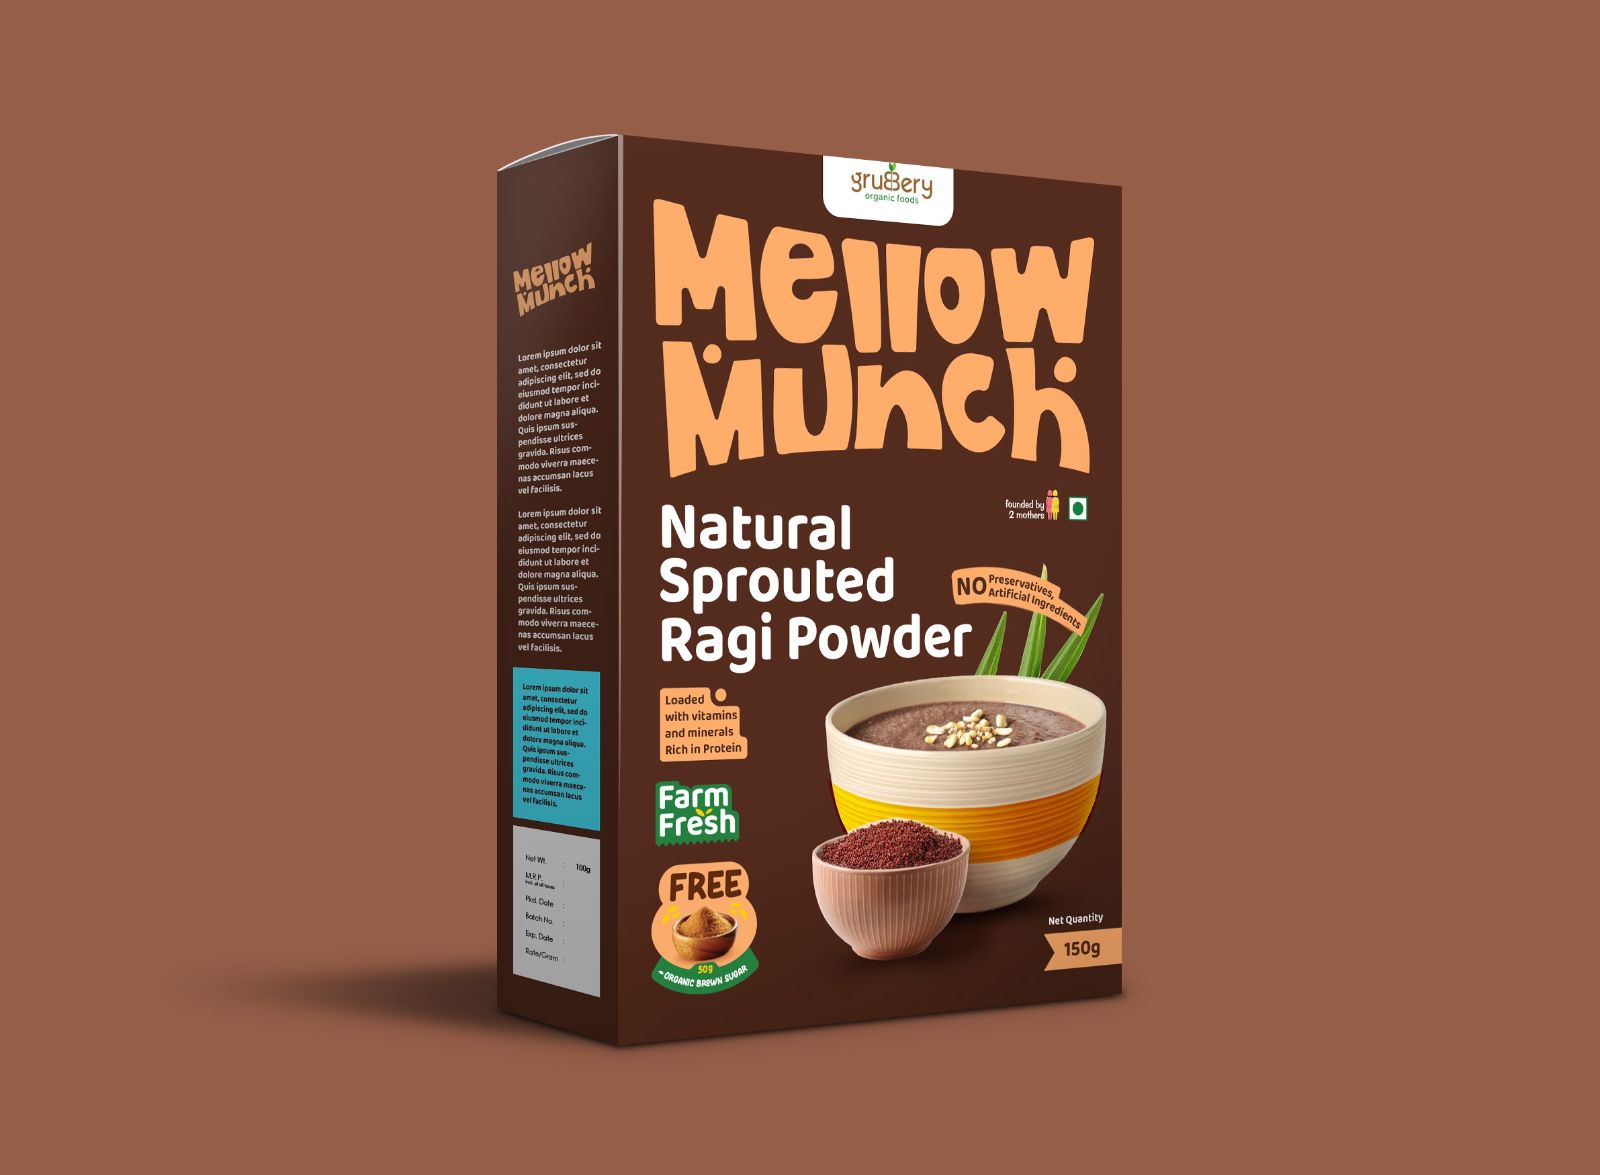 gruBBery
organic foods
Mellow
Munch
founded by
2 mothers
Natural
Sprouted
Ragi Powder
NO Preservatives,
Artificial Ingredients
Loaded
with vitamins
and minerals
Rich in Protein
Farm
Fresh
FREE
50g
ORGANIC BROWN SUGAR
Net Quantity
150g
Mellow
Munch
Lorem ipsum dolor sit
amet, consectetur
adipiscing elit, sed do
eiusmod tempor inci-
didunt ut labore et
dolore magna aliqua.
Quis ipsum sus-
pendisse ultrices
gravida. Risus com-
modo viverra maece-
nas accumsan lacus
vel facilisis.
Lorem ipsum dolor sit
amet, consectetur
adipiscing elit, sed do
eiusmod tempor inci-
didunt ut labore et
dolore magna aliqua.
Quis ipsum sus-
pendisse ultrices
gravida. Risus com-
modo viverra maece-
nas accumsan lacus
vel facilisis.
Lorem ipsum dolor sit
amet, consectetur
adipiscing elit, sed do
eiusmod tempor inci-
didunt ut labore et
dolore magna aliqua.
Quis ipsum sus-
pendisse ultrices
gravida. Risus com-
modo viverra maece-
nas accumsan lacus
vel facilisis.
Net Wt. : 100g
M.R.P. :
Incl. of all taxes
Pkd. Date :
Batch No. :
Exp. Date :
Rate/Gram :